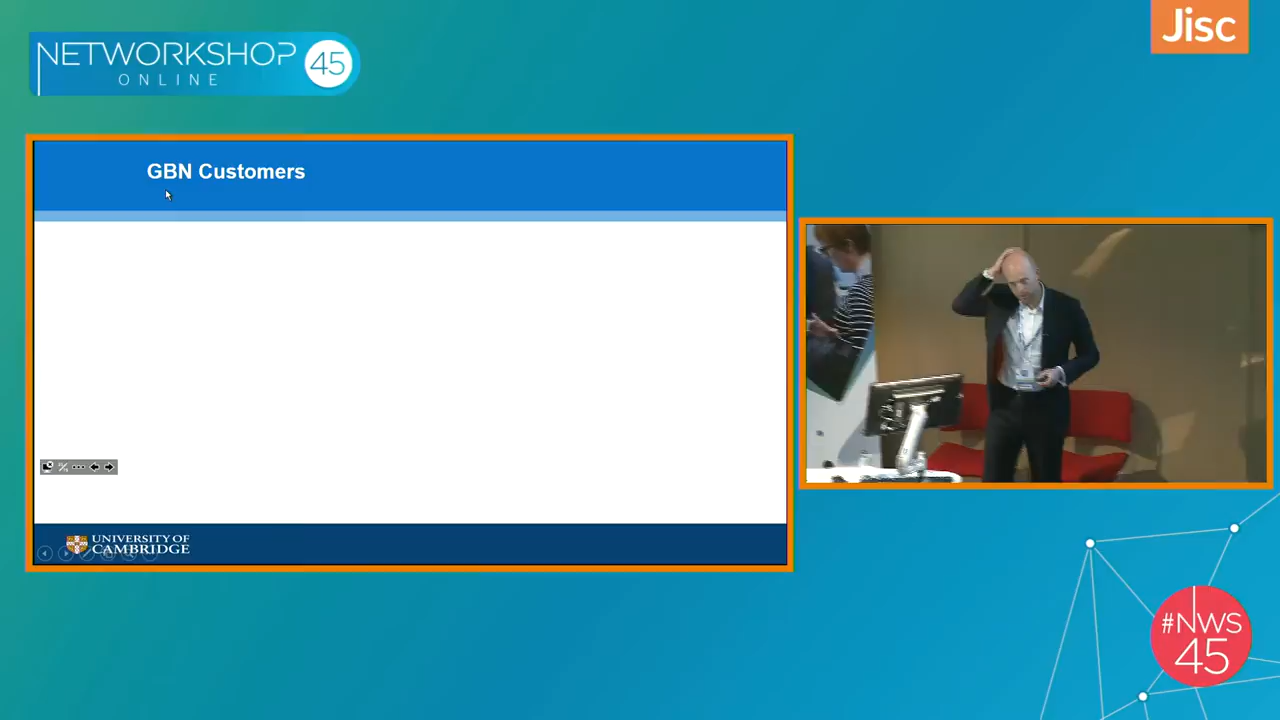 NETWORKSHOP
ONLINE
45
Jisc
GBN Customers
UNIVERSITY OF
CAMBRIDGE
#NWS
45